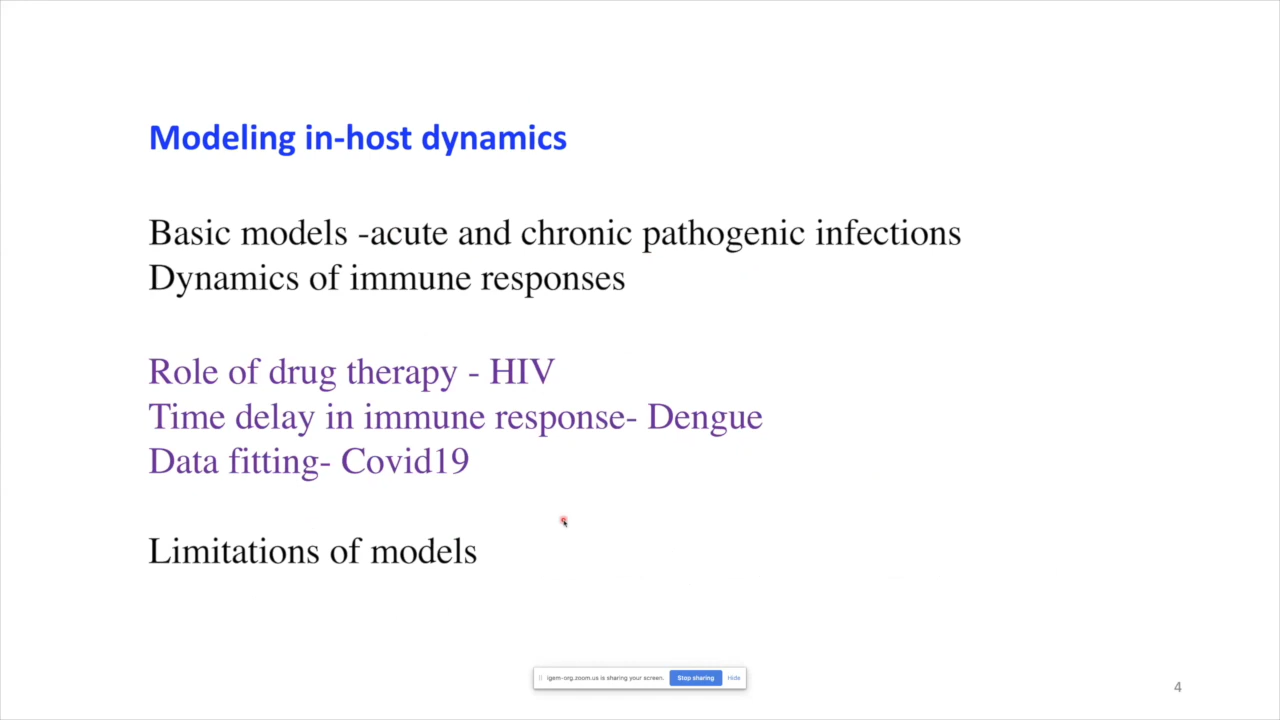 Modeling in-host dynamics
Basic models -acute and chronic pathogenic infections
Dynamics of immune responses
Role of drug therapy - HIV
Time delay in immune response- Dengue
Data fitting- Covid19
Limitations of models
igem-org.zoom.us is sharing your screen. Stop sharing Hide
4